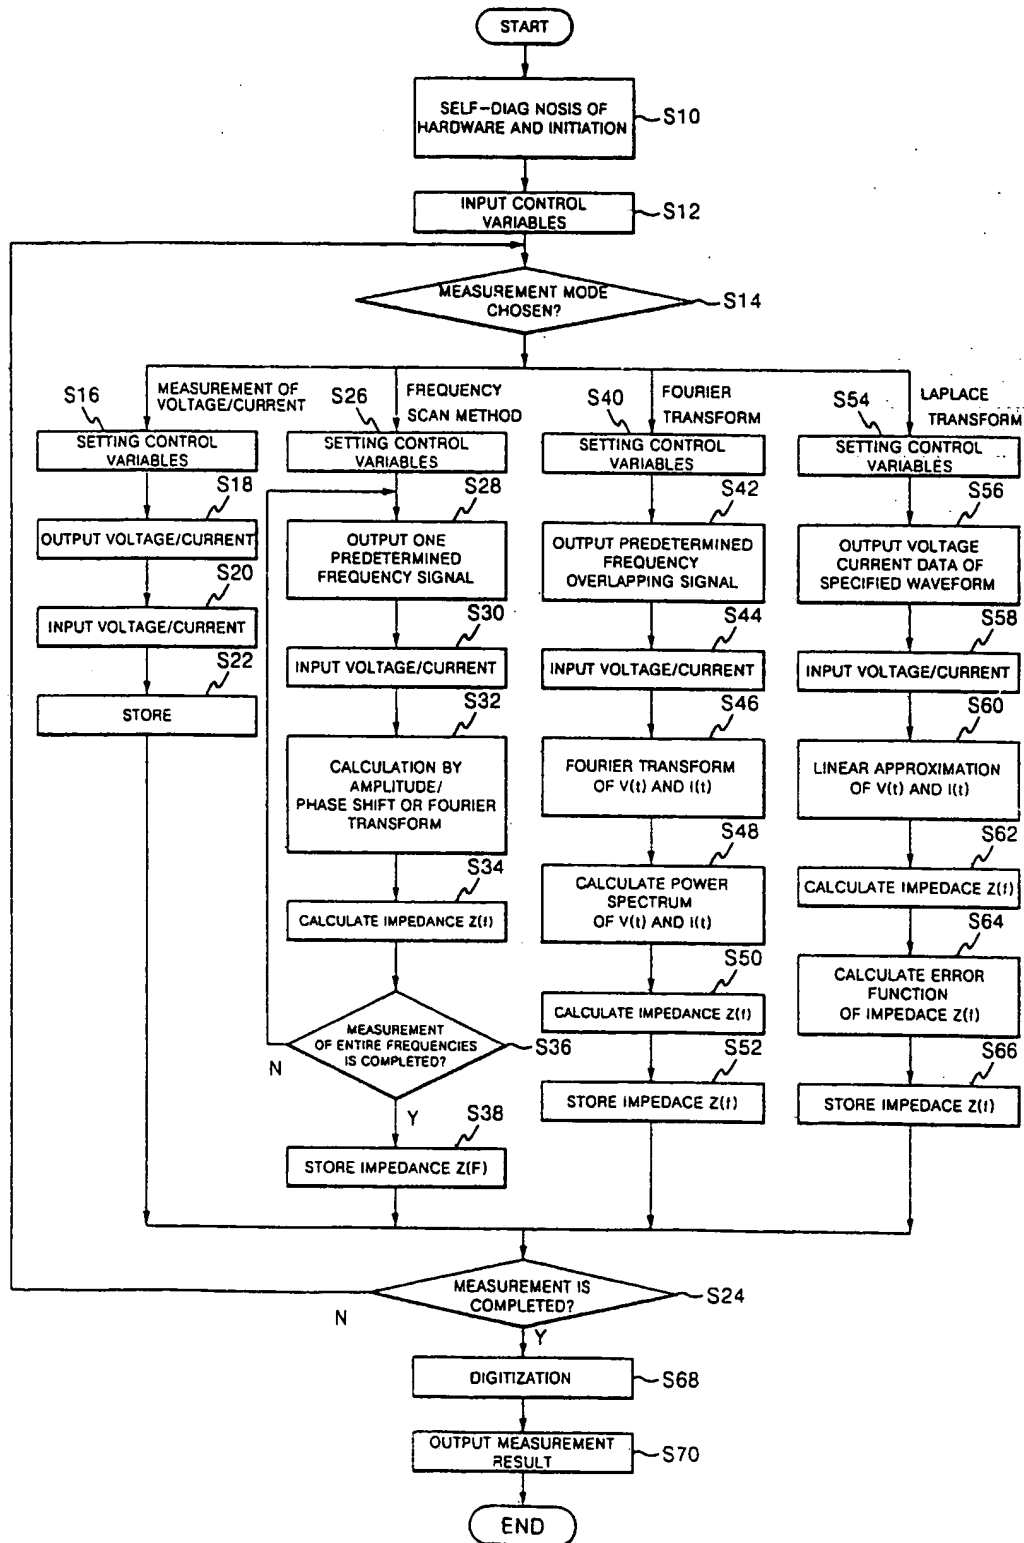 START
SELF-DIAG NOSIS OF
HARDWARE AND INITIATION
S10
INPUT CONTROL
VARIABLES
S12
MEASUREMENT MODE
CHOSEN?
S14
MEASUREMENT OF
VOLTAGE/CURRENT
S16
SETTING CONTROL
VARIABLES
S18
OUTPUT VOLTAGE/CURRENT
S20
INPUT VOLTAGE/CURRENT
S22
STORE
FREQUENCY
SCAN METHOD
S26
SETTING CONTROL
VARIABLES
S28
OUTPUT ONE
PREDETERMINED
FREQUENCY SIGNAL
S30
INPUT VOLTAGE/CURRENT
S32
CALCULATION BY
AMPLITUDE/
PHASE SHIFT OR FOURIER
TRANSFORM
S34
CALCULATE IMPEDANCE Z(f)
MEASUREMENT
OF ENTIRE FREQUENCIES
IS COMPLETED?
S36
N
Y
S38
STORE IMPEDANCE Z(F)
FOURIER
TRANSFORM
S40
SETTING CONTROL
VARIABLES
S42
OUTPUT PREDETERMINED
FREQUENCY
OVERLAPPING SIGNAL
S44
INPUT VOLTAGE/CURRENT
S46
FOURIER TRANSFORM
OF V(t) AND I(t)
S48
CALCULATE POWER
SPECTRUM
OF V(t) AND I(t)
S50
CALCULATE IMPEDANCE Z(f)
S52
STORE IMPEDACE Z(f)
LAPLACE
TRANSFORM
S54
SETTING CONTROL
VARIABLES
S56
OUTPUT VOLTAGE
CURRENT DATA OF
SPECIFIED WAVEFORM
S58
INPUT VOLTAGE/CURRENT
S60
LINEAR APPROXIMATION
OF V(t) AND I(t)
S62
CALCULATE IMPEDACE Z(f)
S64
CALCULATE ERROR
FUNCTION
OF IMPEDACE Z(f)
S66
STORE IMPEDACE Z(f)
MEASUREMENT IS
COMPLETED?
S24
N
Y
DIGITIZATION
S68
OUTPUT MEASUREMENT
RESULT
S70
END